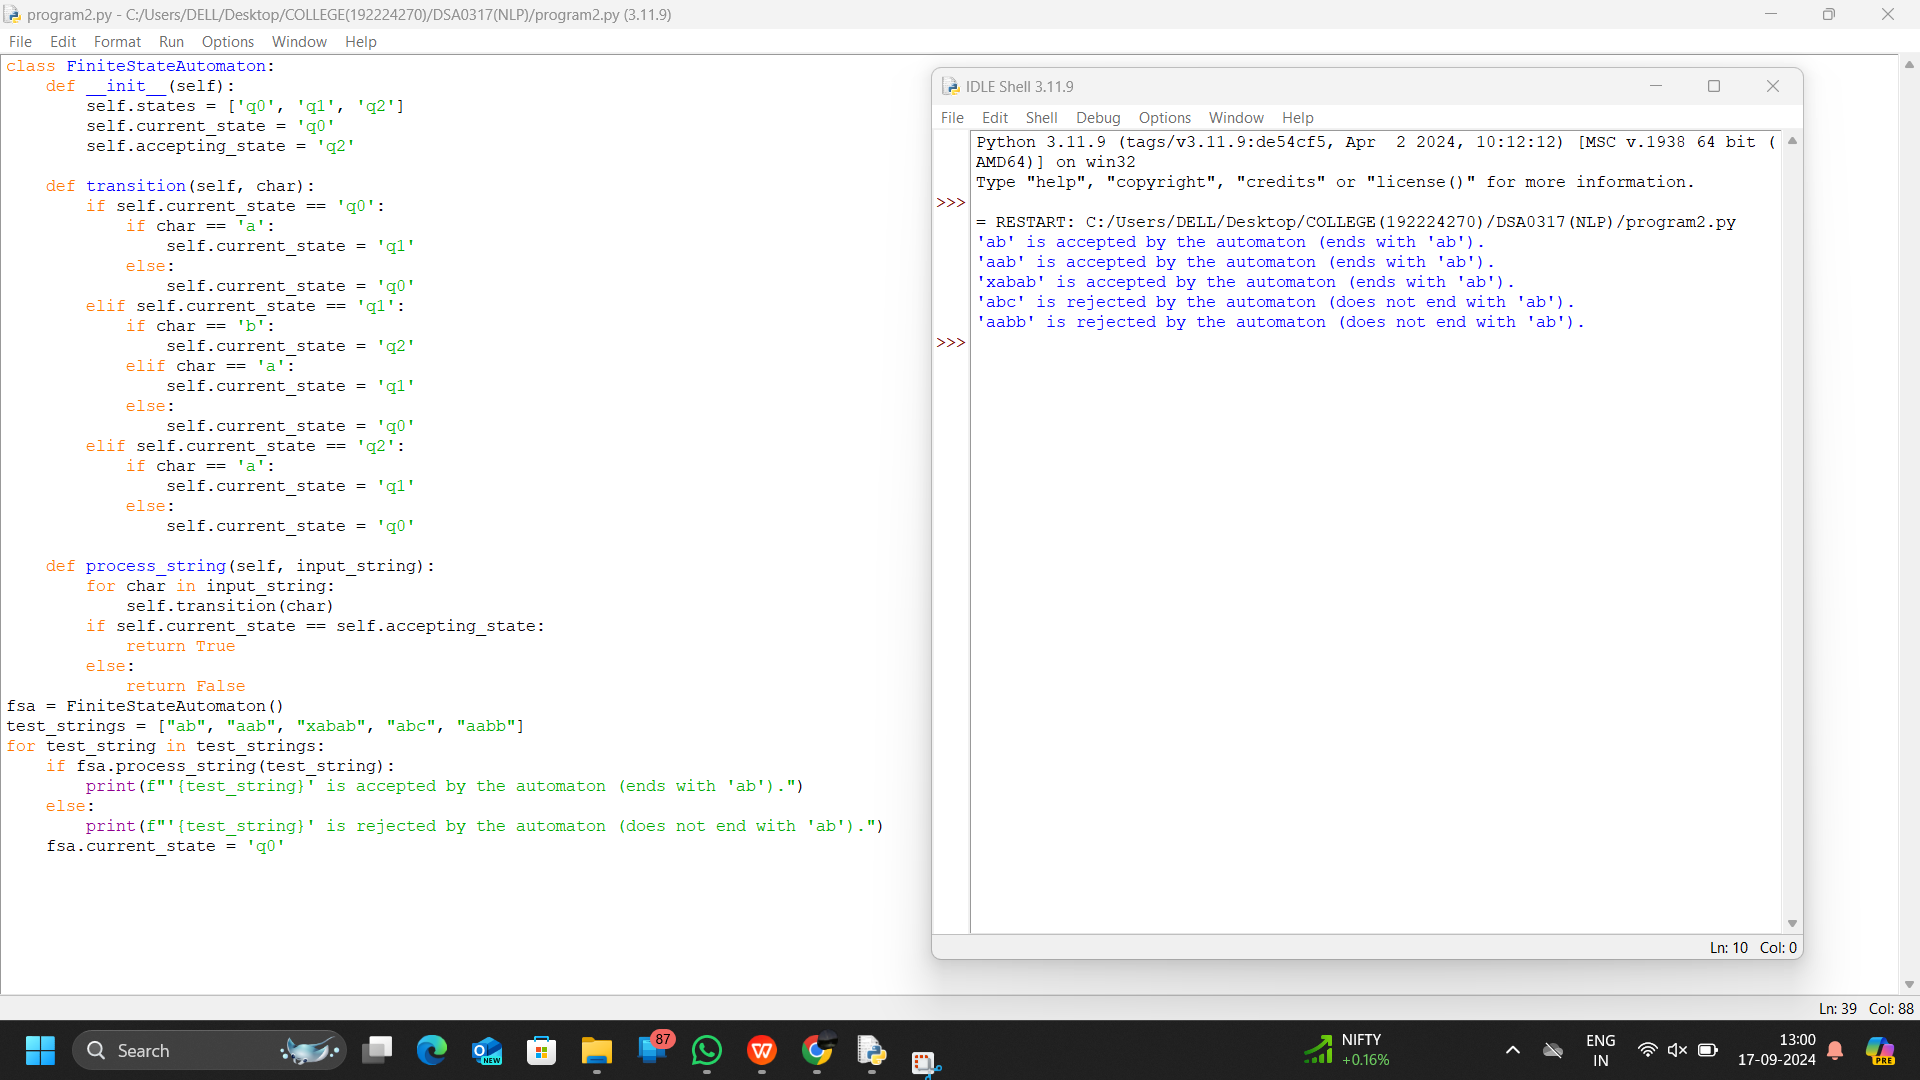 program2.py - C:/Users/DELL/Desktop/COLLEGE(192224270)/DSA0317(NLP)/program2.py (3.11.9)
File Edit Format Run Options Window Help
class FiniteStateAutomaton:
    def __init__(self):
        self.states = ['q0', 'q1', 'q2']
        self.current_state = 'q0'
        self.accepting_state = 'q2'
    def transition(self, char):
        if self.current_state == 'q0':
            if char == 'a':
                self.current_state = 'q1'
            else:
                self.current_state = 'q0'
        elif self.current_state == 'q1':
            if char == 'b':
                self.current_state = 'q2'
            elif char == 'a':
                self.current_state = 'q1'
            else:
                self.current_state = 'q0'
        elif self.current_state == 'q2':
            if char == 'a':
                self.current_state = 'q1'
            else:
                self.current_state = 'q0'
    def process_string(self, input_string):
        for char in input_string:
            self.transition(char)
        if self.current_state == self.accepting_state:
            return True
        else:
            return False
fsa = FiniteStateAutomaton()
test_strings = ["ab", "aab", "xabab", "abc", "aabb"]
for test_string in test_strings:
    if fsa.process_string(test_string):
        print(f"'{test_string}' is accepted by the automaton (ends with 'ab').")
    else:
        print(f"'{test_string}' is rejected by the automaton (does not end with 'ab').")
    fsa.current_state = 'q0'
IDLE Shell 3.11.9
File Edit Shell Debug Options Window Help
Python 3.11.9 (tags/v3.11.9:de54cf5, Apr  2 2024, 10:12:12) [MSC v.1938 64 bit (
AMD64)] on win32
Type "help", "copyright", "credits" or "license()" for more information.
>>>
= RESTART: C:/Users/DELL/Desktop/COLLEGE(192224270)/DSA0317(NLP)/program2.py
'ab' is accepted by the automaton (ends with 'ab').
'aab' is accepted by the automaton (ends with 'ab').
'xabab' is accepted by the automaton (ends with 'ab').
'abc' is rejected by the automaton (does not end with 'ab').
'aabb' is rejected by the automaton (does not end with 'ab').
>>>
Ln: 10 Col: 0
Ln: 39 Col: 88
Search
NEW
87
NIFTY
+0.16%
ENG
IN
13:00
17-09-2024
PRE